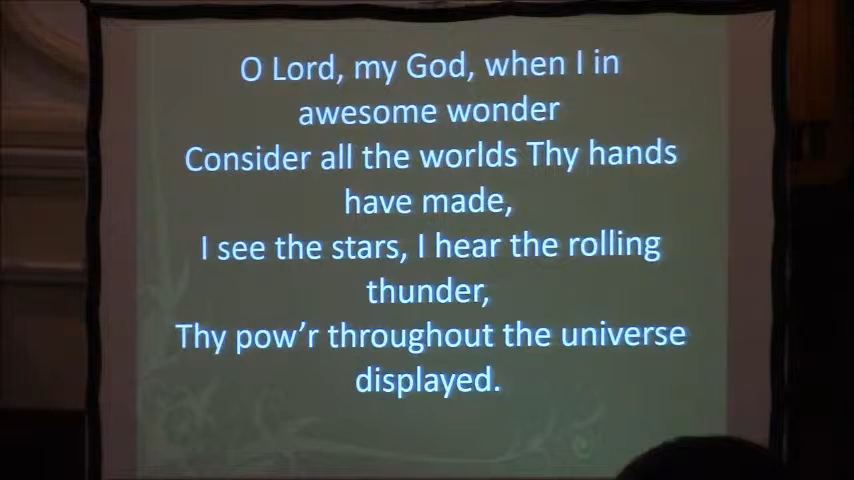 O Lord, my God, when I in
awesome wonder
Consider all the worlds Thy hands
have made,
I see the stars, I hear the rolling
thunder,
Thy pow’r throughout the universe
displayed.